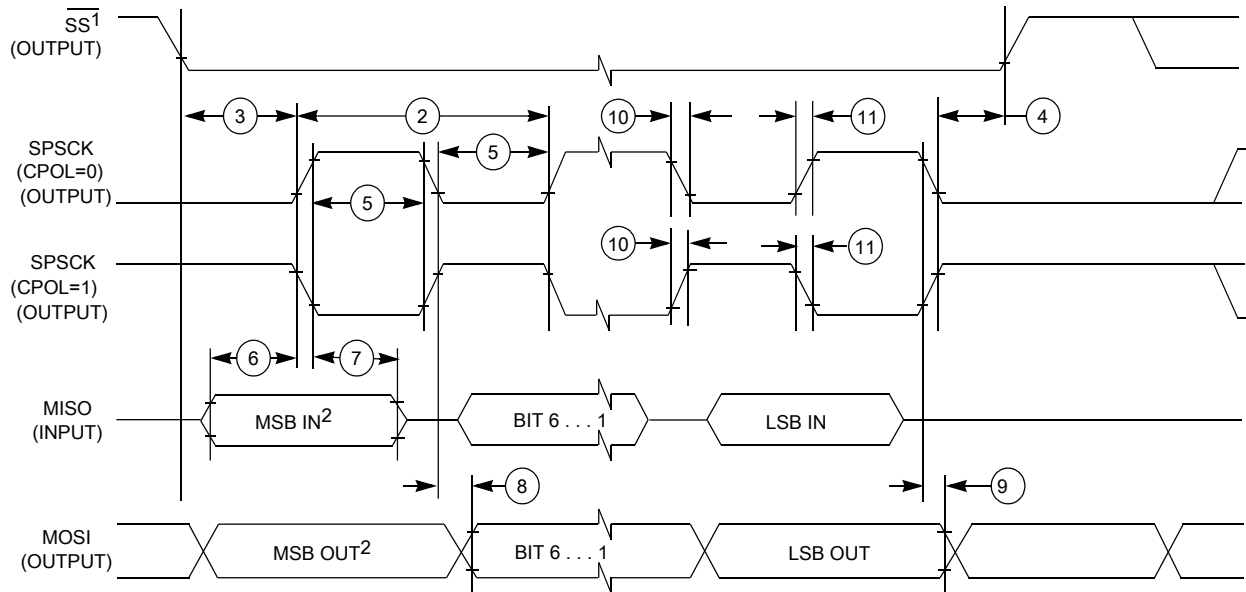 SS1
(OUTPUT)
3
2
10
11
4
SPSCK
(CPOL=0)
(OUTPUT)
5
5
10
11
SPSCK
(CPOL=1)
(OUTPUT)
6
7
MISO
(INPUT)
MSB IN2
BIT 6 . . . 1
LSB IN
8
9
MOSI
(OUTPUT)
MSB OUT2
BIT 6 . . . 1
LSB OUT